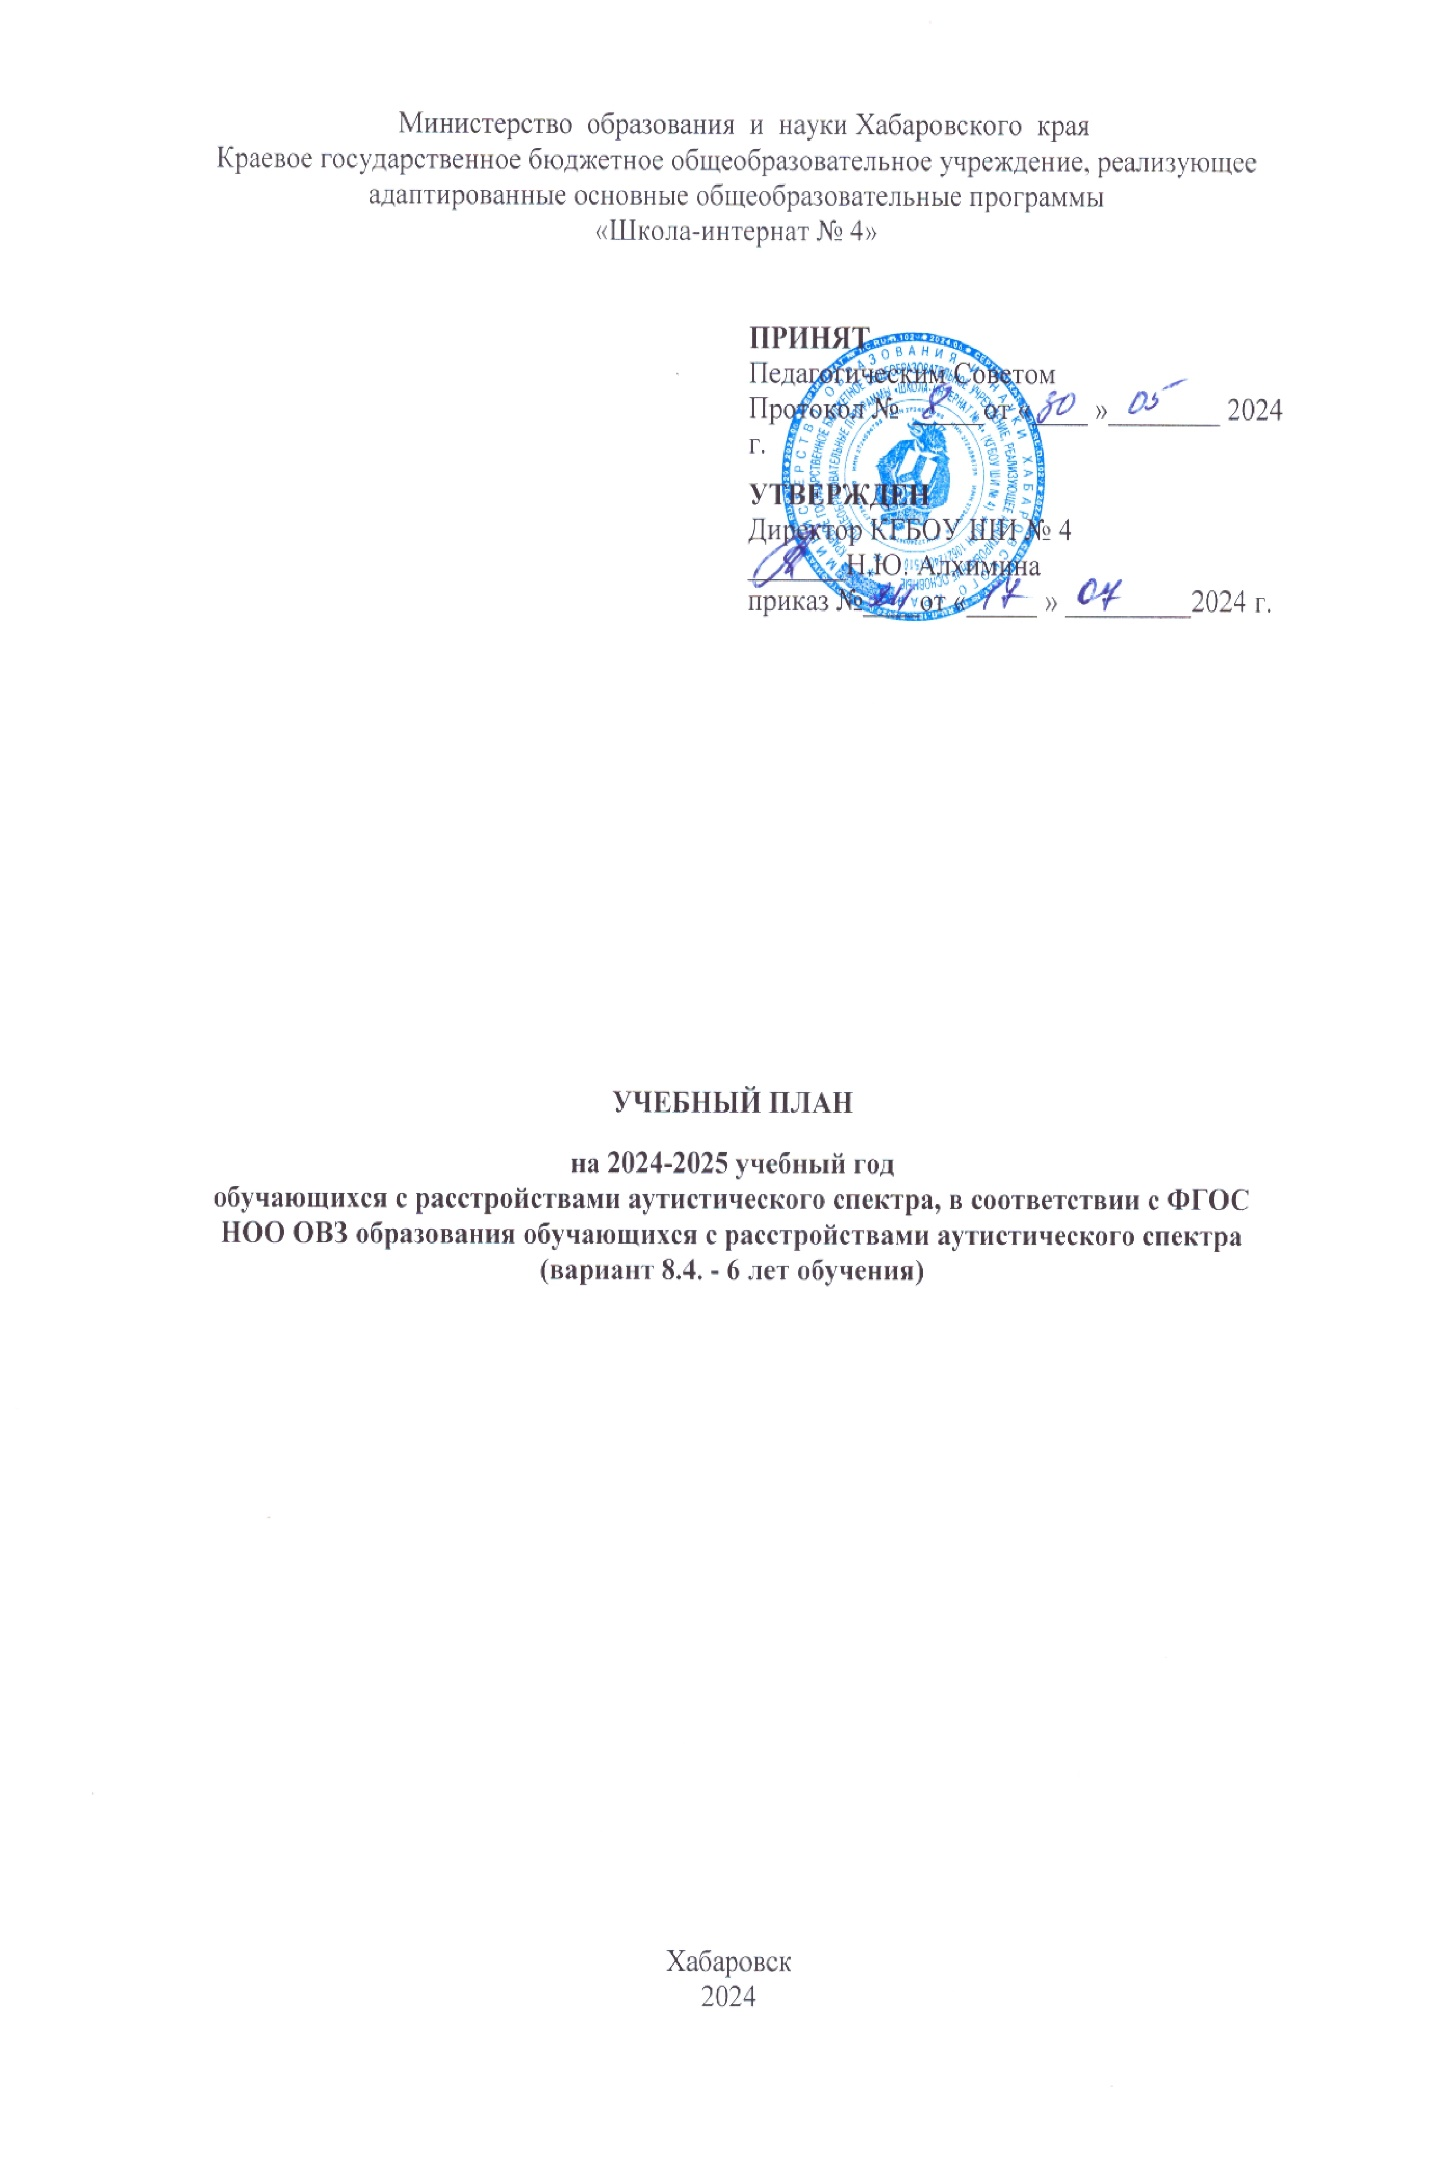 Министерство образования и науки Хабаровского края
Краевое государственное бюджетное общеобразовательное учреждение, реализующее
адаптированные основные общеобразовательные программы
«Школа-интернат № 4»
ПРИНЯТ
Педагогическим Советом
Протокол № 8 от « 30 » 05 2024
г.
УТВЕРЖДЕН
Директор КГБОУ ШИ № 4
Н.Ю. Алхимина
приказ № от « 17 » 07 2024 г.
УЧЕБНЫЙ ПЛАН
на 2024-2025 учебный год
обучающихся с расстройствами аутистического спектра, в соответствии с ФГОС
НОО ОВЗ образования обучающихся с расстройствами аутистического спектра
(вариант 8.4. - 6 лет обучения)
Хабаровск
2024